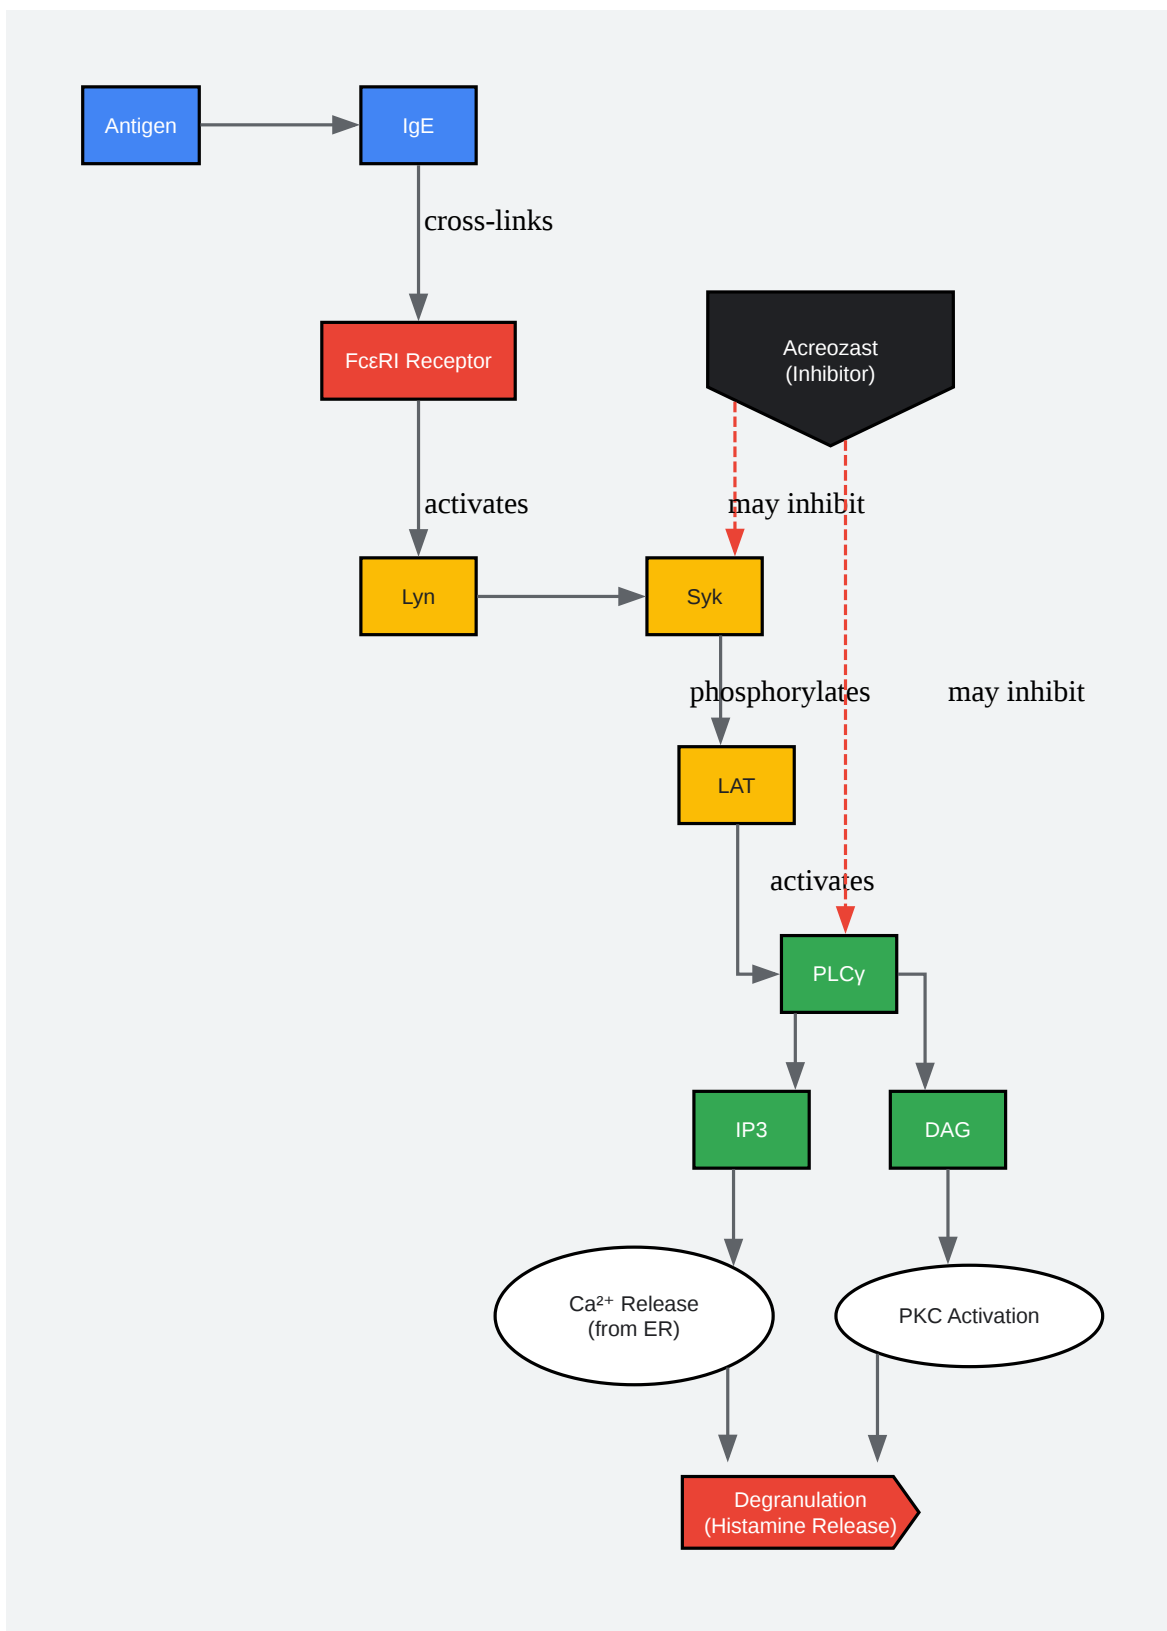 Antigen
IgE
cross-links
FcεRI Receptor
Acreozast
(Inhibitor)
activates
may inhibit
Lyn
Syk
phosphorylates
may inhibit
LAT
activates
PLCγ
IP3
DAG
Ca²⁺ Release
(from ER)
PKC Activation
Degranulation
(Histamine Release)